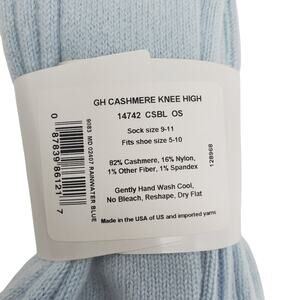 GH CASHMERE KNEE HIGH
14742 CSBL OS
Sock size 9-11
Fits shoe size 5-10
82% Cashmere, 16% Nylon,
1% Other Fiber, 1% Spandex
Gently Hand Wash Cool,
No Bleach, Reshape, Dry Flat
Made in the USA of US and imported yarns
9083 MD 02407 RAINWATER BLUE
0 87839 86121 7
128968